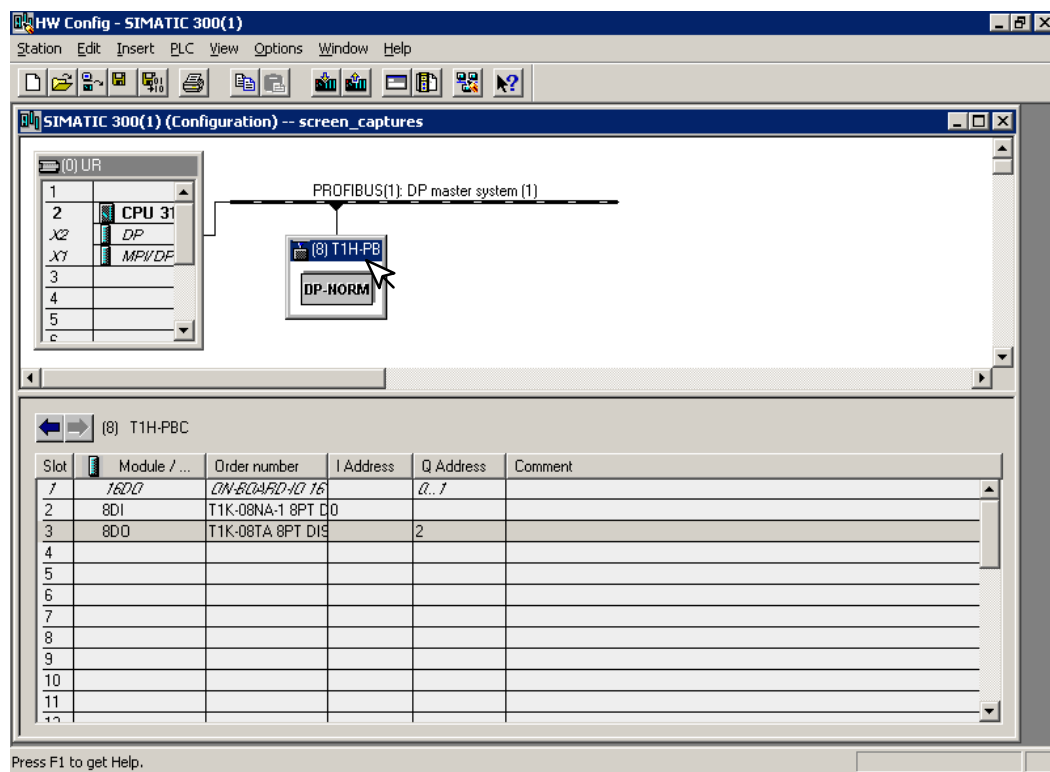 HW Config - SIMATIC 300(1)
Station Edit Insert PLC View Options Window Help
SIMATIC 300(1) (Configuration) -- screen_captures
(0) UR
1
2 CPU 31
X2 DP
X1 MPI/DP
3
4
5
PROFIBUS(1): DP master system (1)
(8) T1H-PB
DP-NORM
(8) T1H-PBC
Slot Module / ... Order number I Address Q Address Comment
1 16DO ON-BOARD-IO 16 0..1
2 8DI T1K-08NA-1 8PT D 0
3 8DO T1K-08TA 8PT DIS 2
4
5
6
7
8
9
10
11
12
Press F1 to get Help.